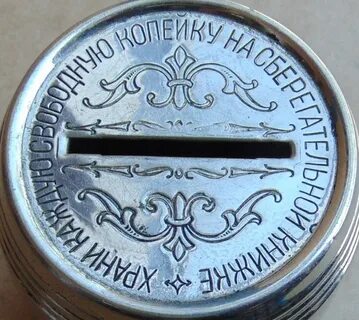 ХРАНИ КАЖДУЮ СВОБОДНУЮ КОПЕЙКУ НА СБЕРЕГАТЕЛЬНОЙ КНИЖКЕ